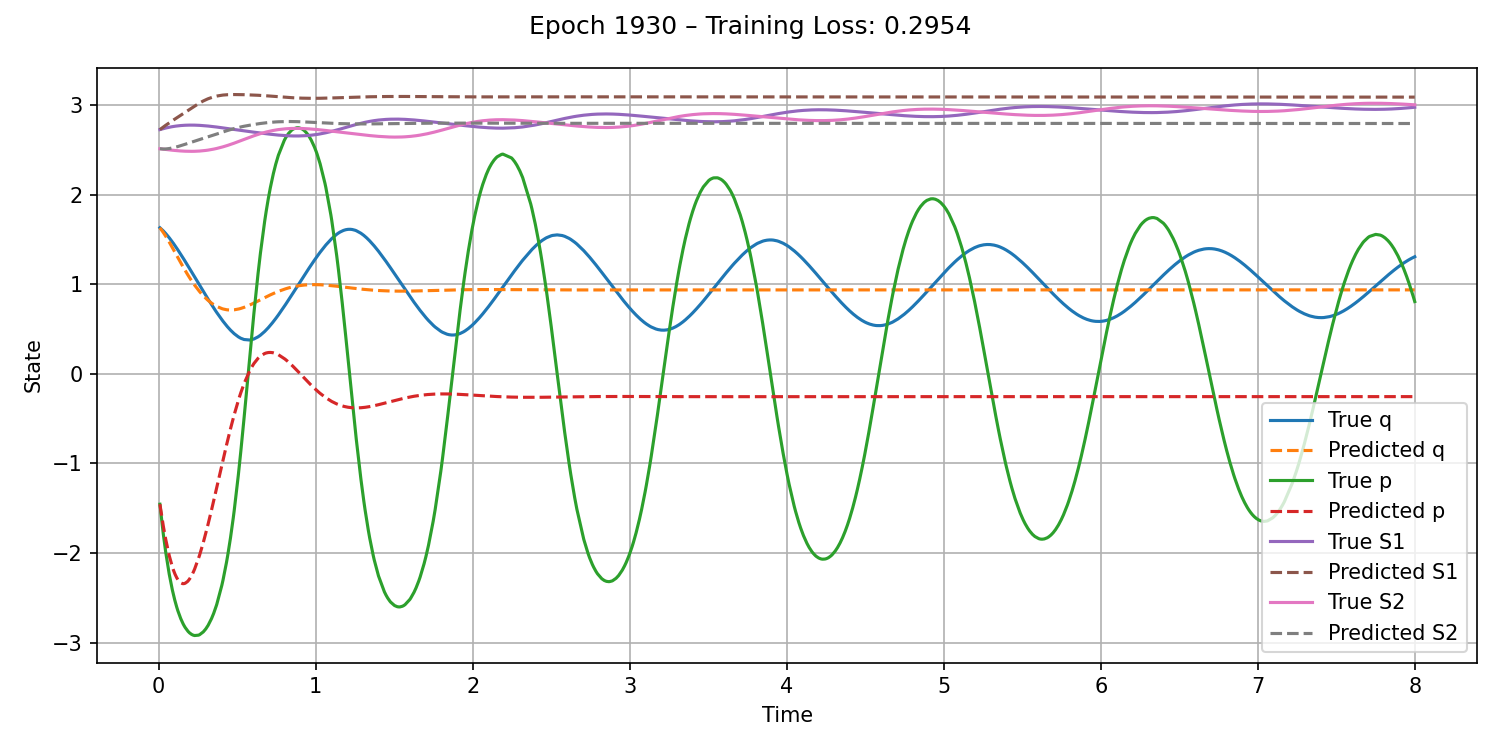 Epoch 1930 – Training Loss: 0.2954
State
3
2
1
0
−1
−2
−3
0 1 2 3 4 5 6 7 8
Time
True q
Predicted q
True p
Predicted p
True S1
Predicted S1
True S2
Predicted S2